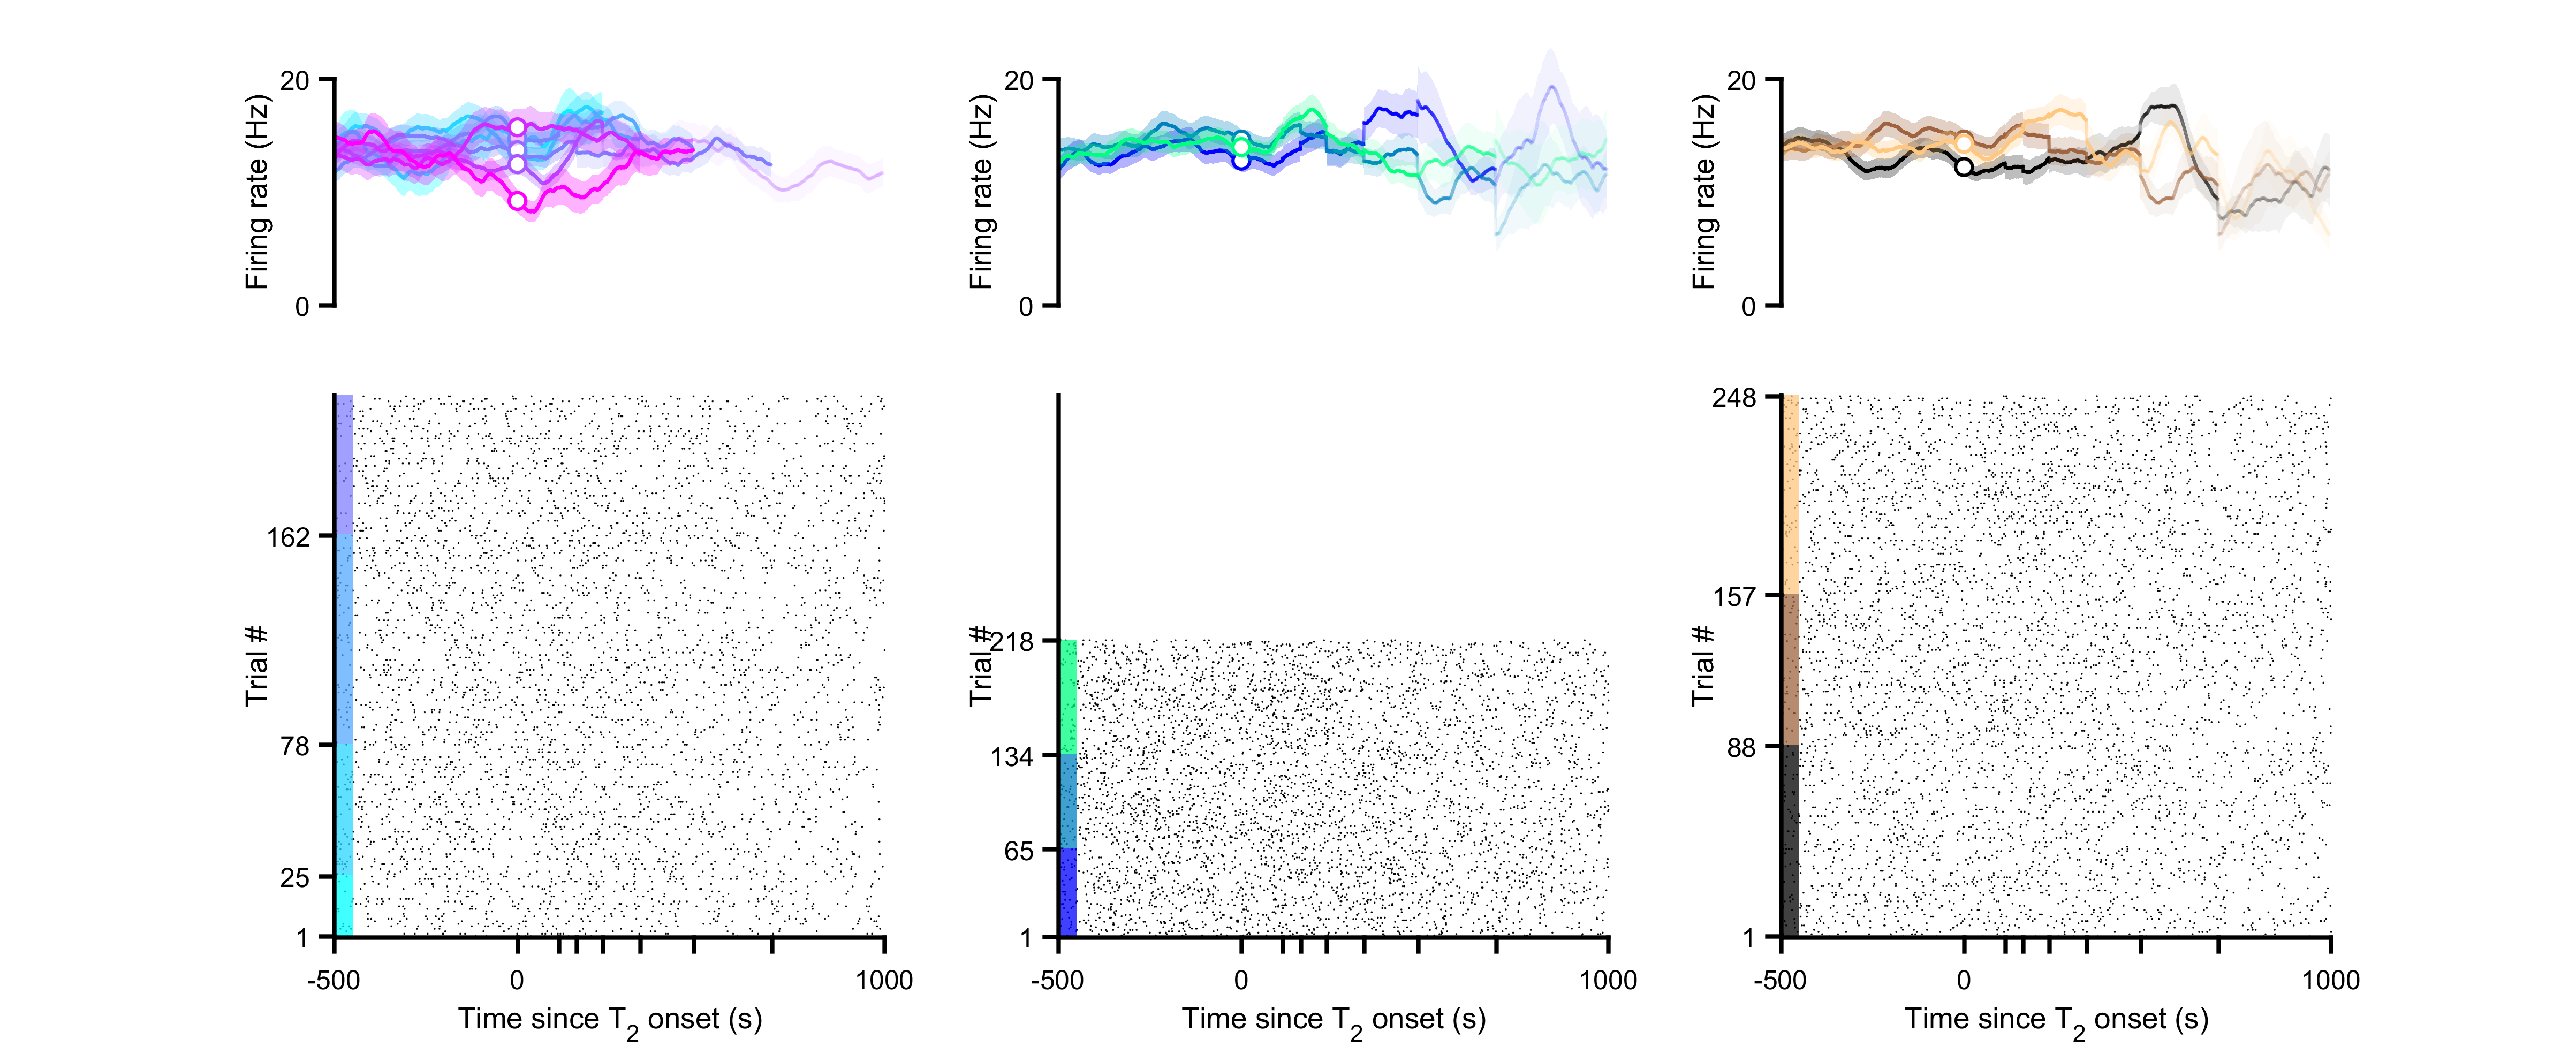 20
Firing rate (Hz)
0
20
Firing rate (Hz)
0
20
Firing rate (Hz)
0
162
78
25
1
Trial #
-500 0 1000
Time since T2 onset (s)
218
134
65
1
Trial #
-500 0 1000
Time since T2 onset (s)
248
157
88
1
Trial #
-500 0 1000
Time since T2 onset (s)